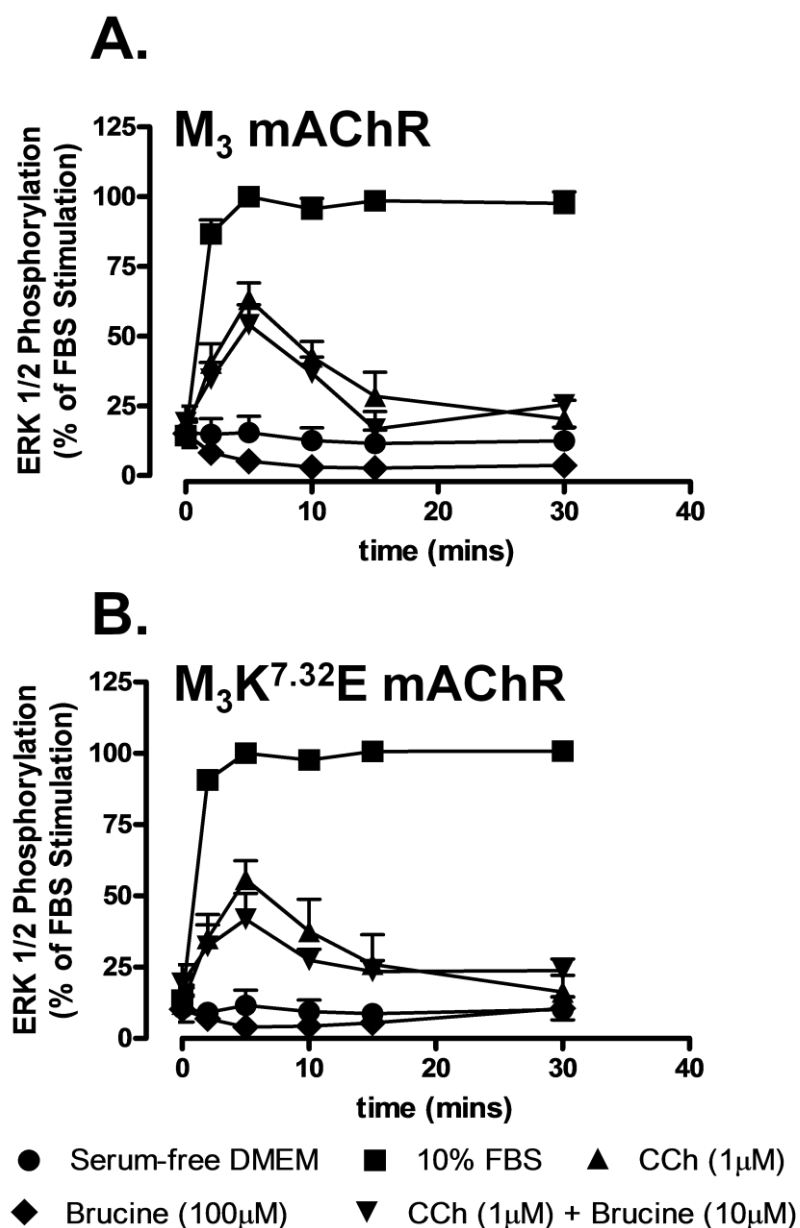 A.
M₃ mAChR
ERK 1/2 Phosphorylation
(% of FBS Stimulation)
125
100
75
50
25
0
0 10 20 30 40
time (mins)
B.
M₃K⁷·³²E mAChR
ERK 1/2 Phosphorylation
(% of FBS Stimulation)
125
100
75
50
25
0
0 10 20 30 40
time (mins)
Serum-free DMEM 10% FBS CCh (1μM)
Brucine (100μM) CCh (1μM) + Brucine (10μM)